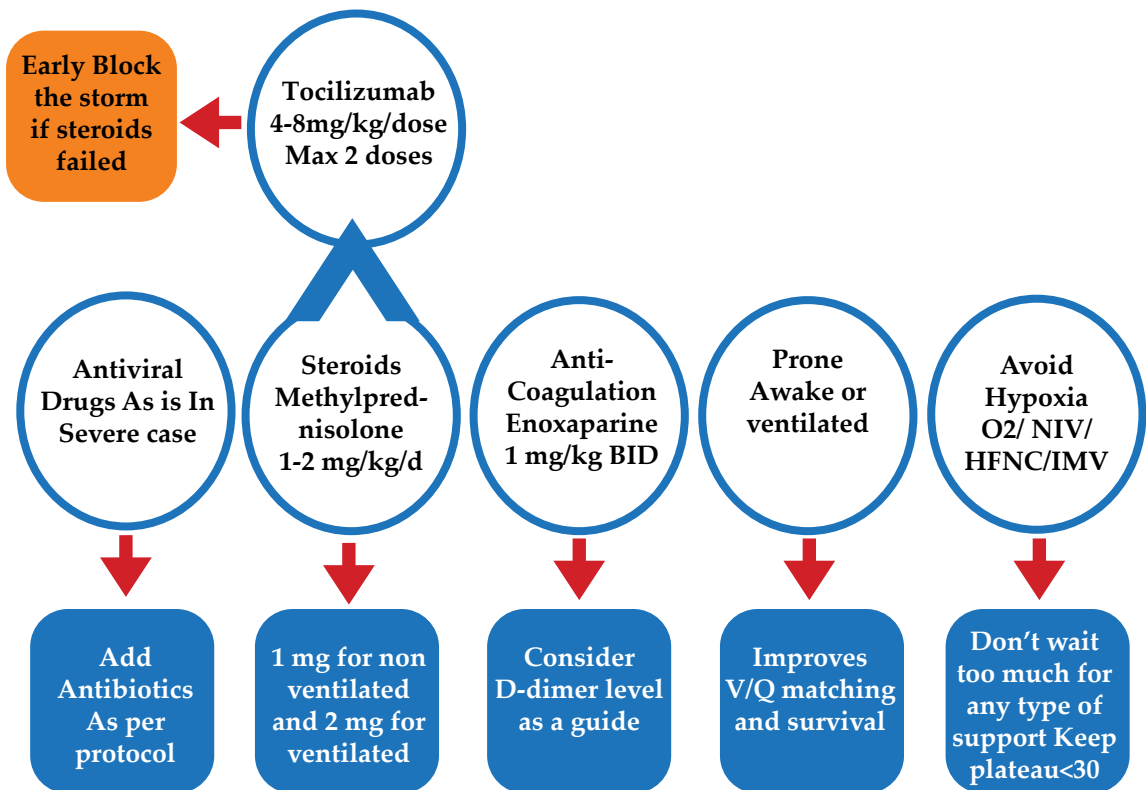 Early Block
the storm
if steroids
failed
Tocilizumab
4-8mg/kg/dose
Max 2 doses
Antiviral
Drugs As is In
Severe case
Steroids
Methylpred-
nisolone
1-2 mg/kg/d
Anti-
Coagulation
Enoxaparine
1 mg/kg BID
Prone
Awake or
ventilated
Avoid
Hypoxia
O2/ NIV/
HFNC/IMV
Add
Antibiotics
As per
protocol
1 mg for non
ventilated
and 2 mg for
ventilated
Consider
D-dimer level
as a guide
Improves
V/Q matching
and survival
Don’t wait
too much for
any type of
support Keep
plateau<30